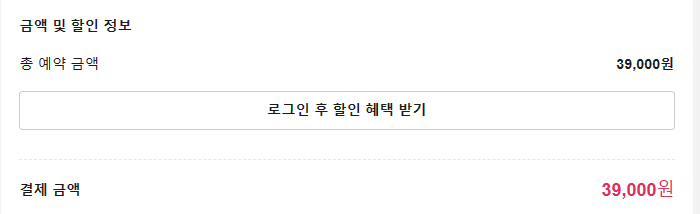 금액 및 할인 정보
총 예약 금액 39,000원
로그인 후 할인 혜택 받기
결제 금액 39,000원